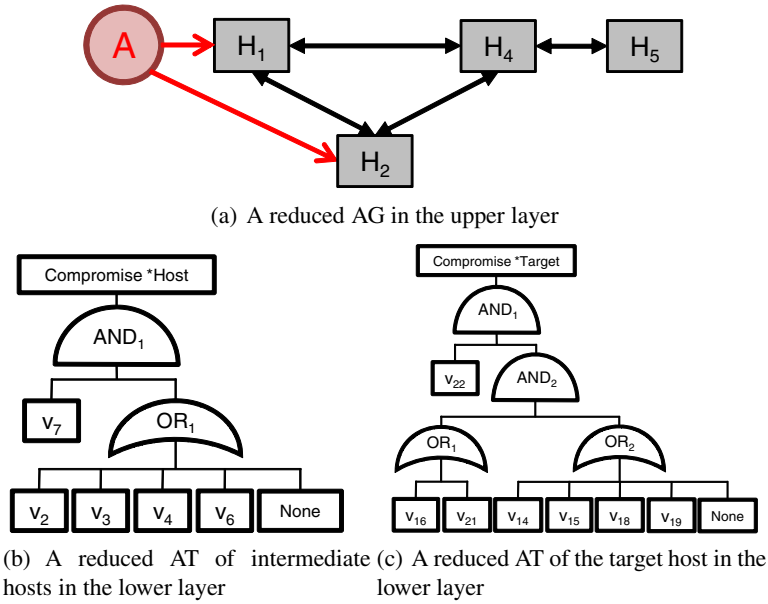 A
H1
H4
H5
H2
(a) A reduced AG in the upper layer
Compromise *Host
AND1
v7
OR1
v2 v3 v4 v6 None
(b) A reduced AT of intermediate
hosts in the lower layer
Compromise *Target
AND1
v22
AND2
OR1
OR2
v16 v21 v14 v15 v18 v19 None
(c) A reduced AT of the target host in the
lower layer